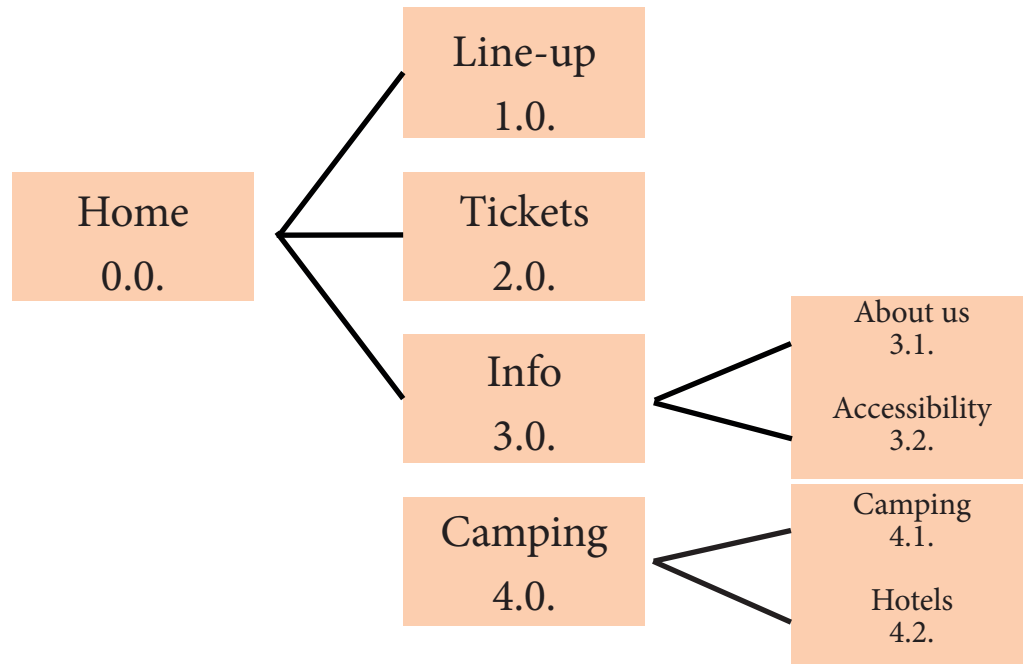 Home
0.0.
Line-up
1.0.
Tickets
2.0.
Info
3.0.
About us
3.1.
Accessibility
3.2.
Camping
4.0.
Camping
4.1.
Hotels
4.2.